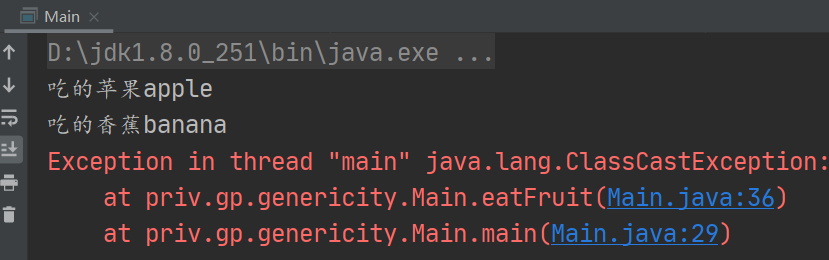 Main
D:\jdk1.8.0_251\bin\java.exe ...
吃的苹果apple
吃的香蕉banana
Exception in thread "main" java.lang.ClassCastException:
at priv.gp.genericity.Main.eatFruit(Main.java:36)
at priv.gp.genericity.Main.main(Main.java:29)